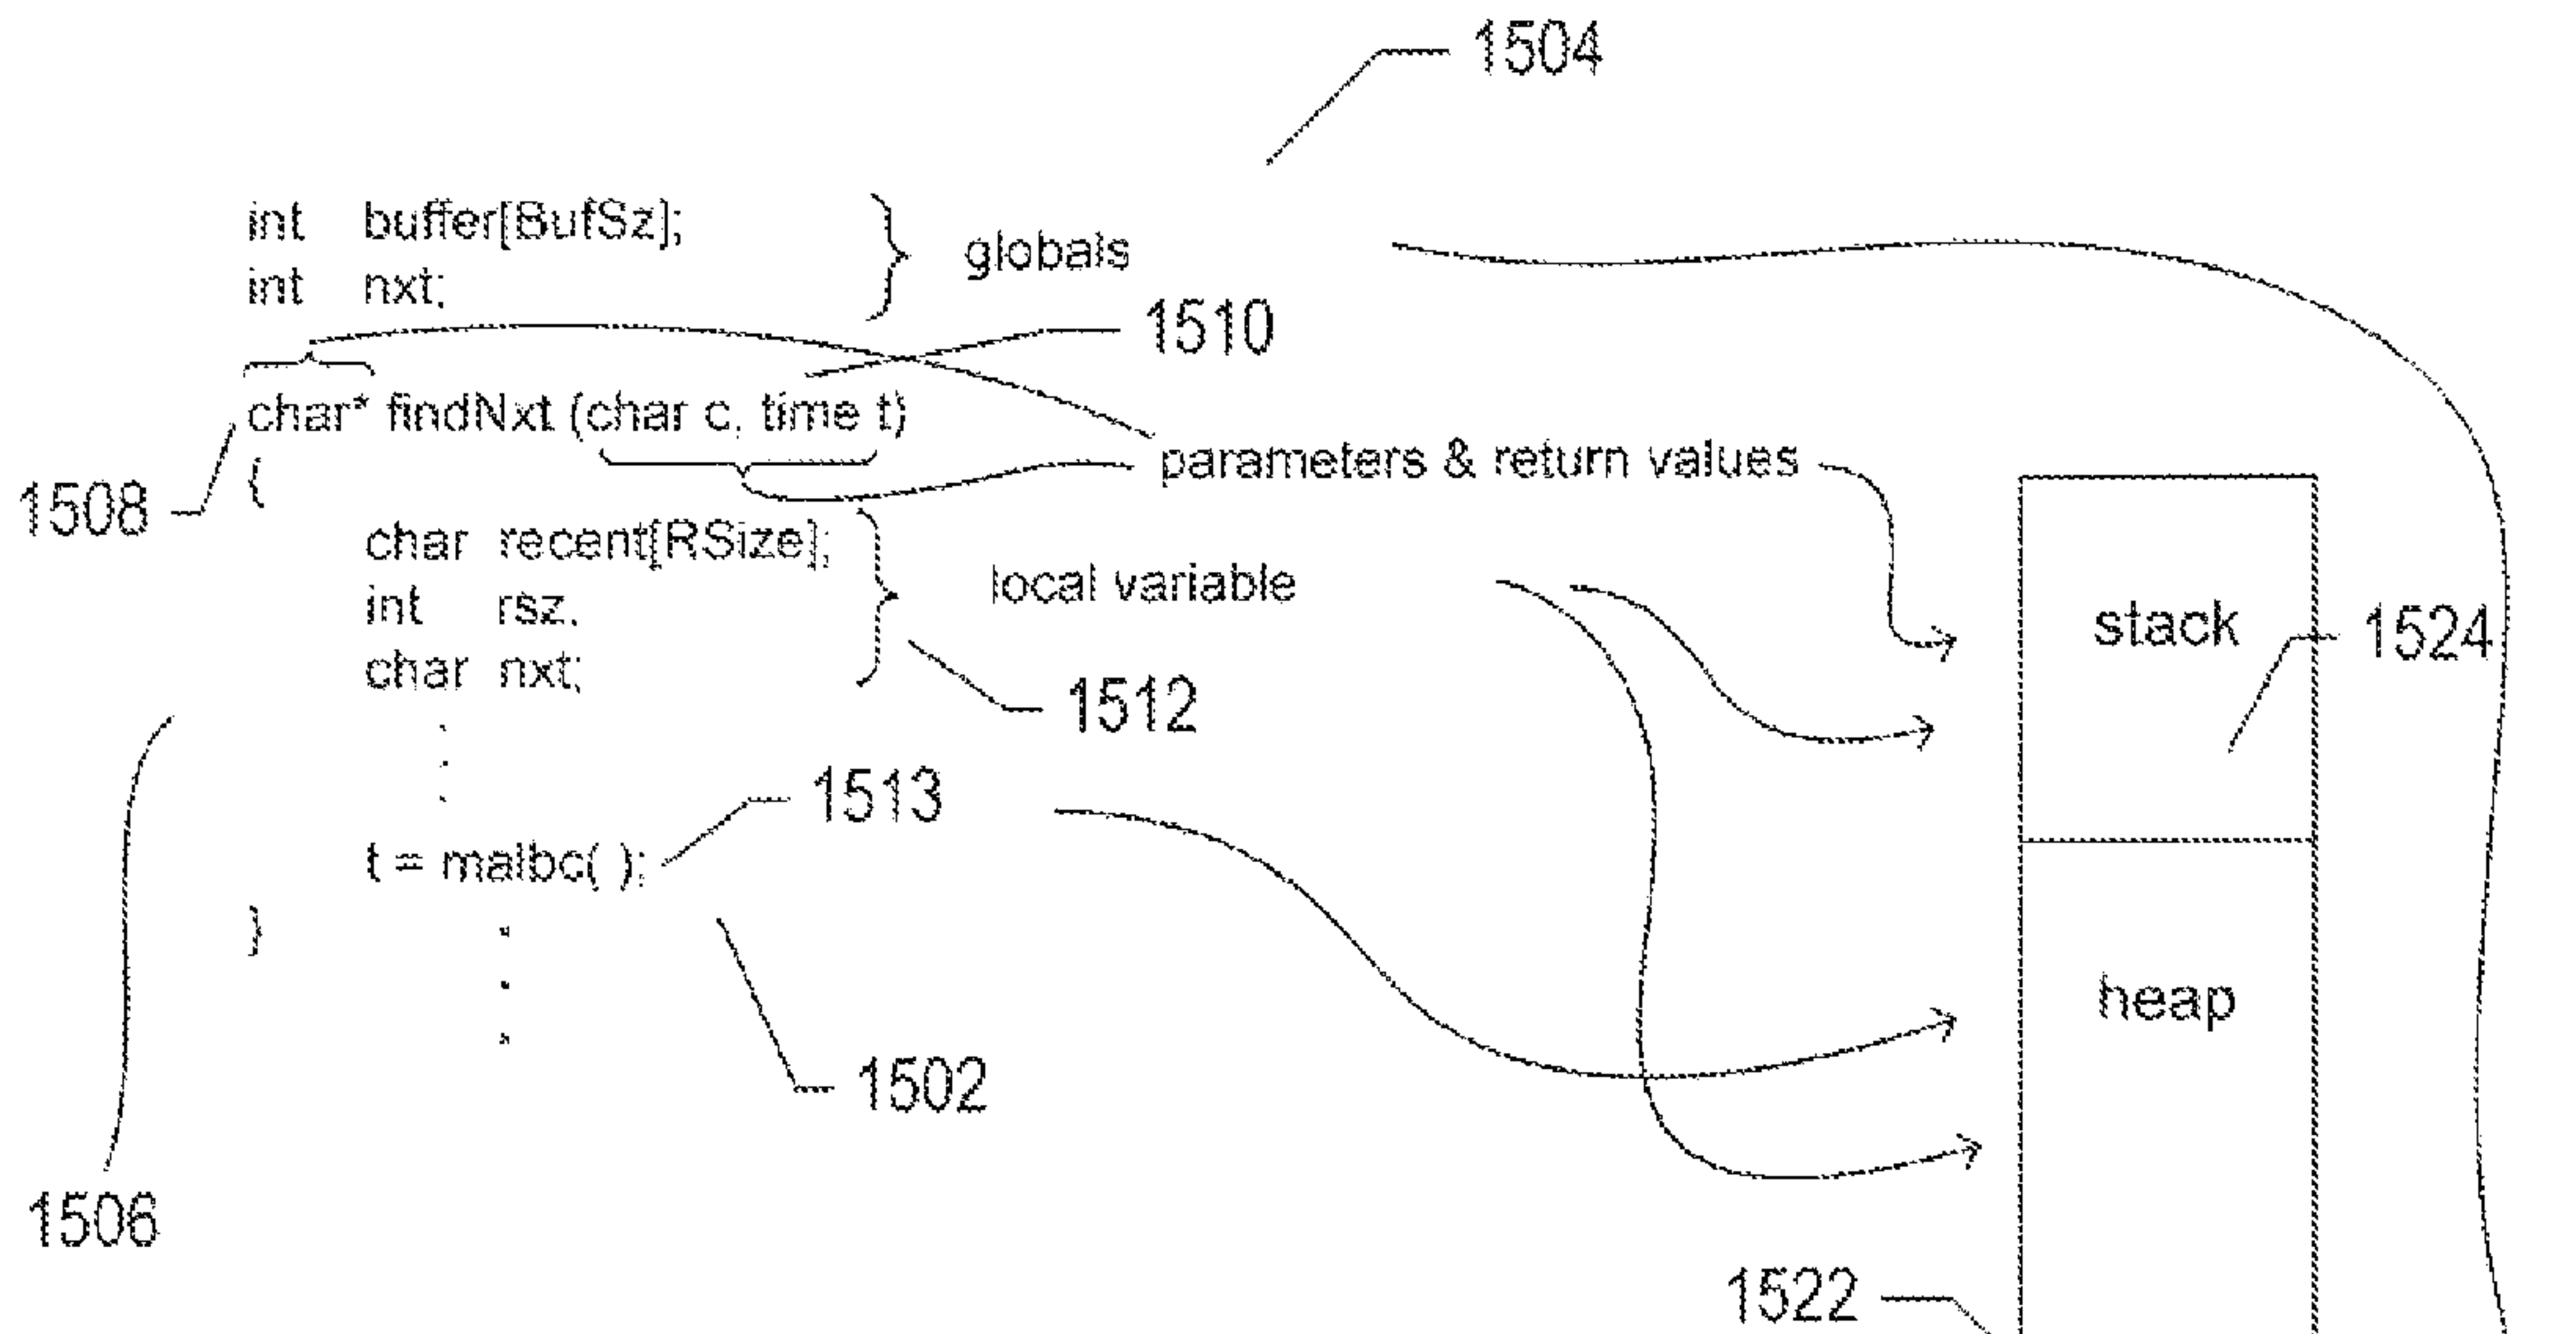 1504
int buffer[BufSz];
int nxt;
globals
1510
char* findNxt (char c, time t)
{
parameters & return values
1508
char recent[RSize];
int rsz.
char nxt;
local variable
stack
1524
1512
1513
t = malbc( );
}
heap
1502
1506
1522